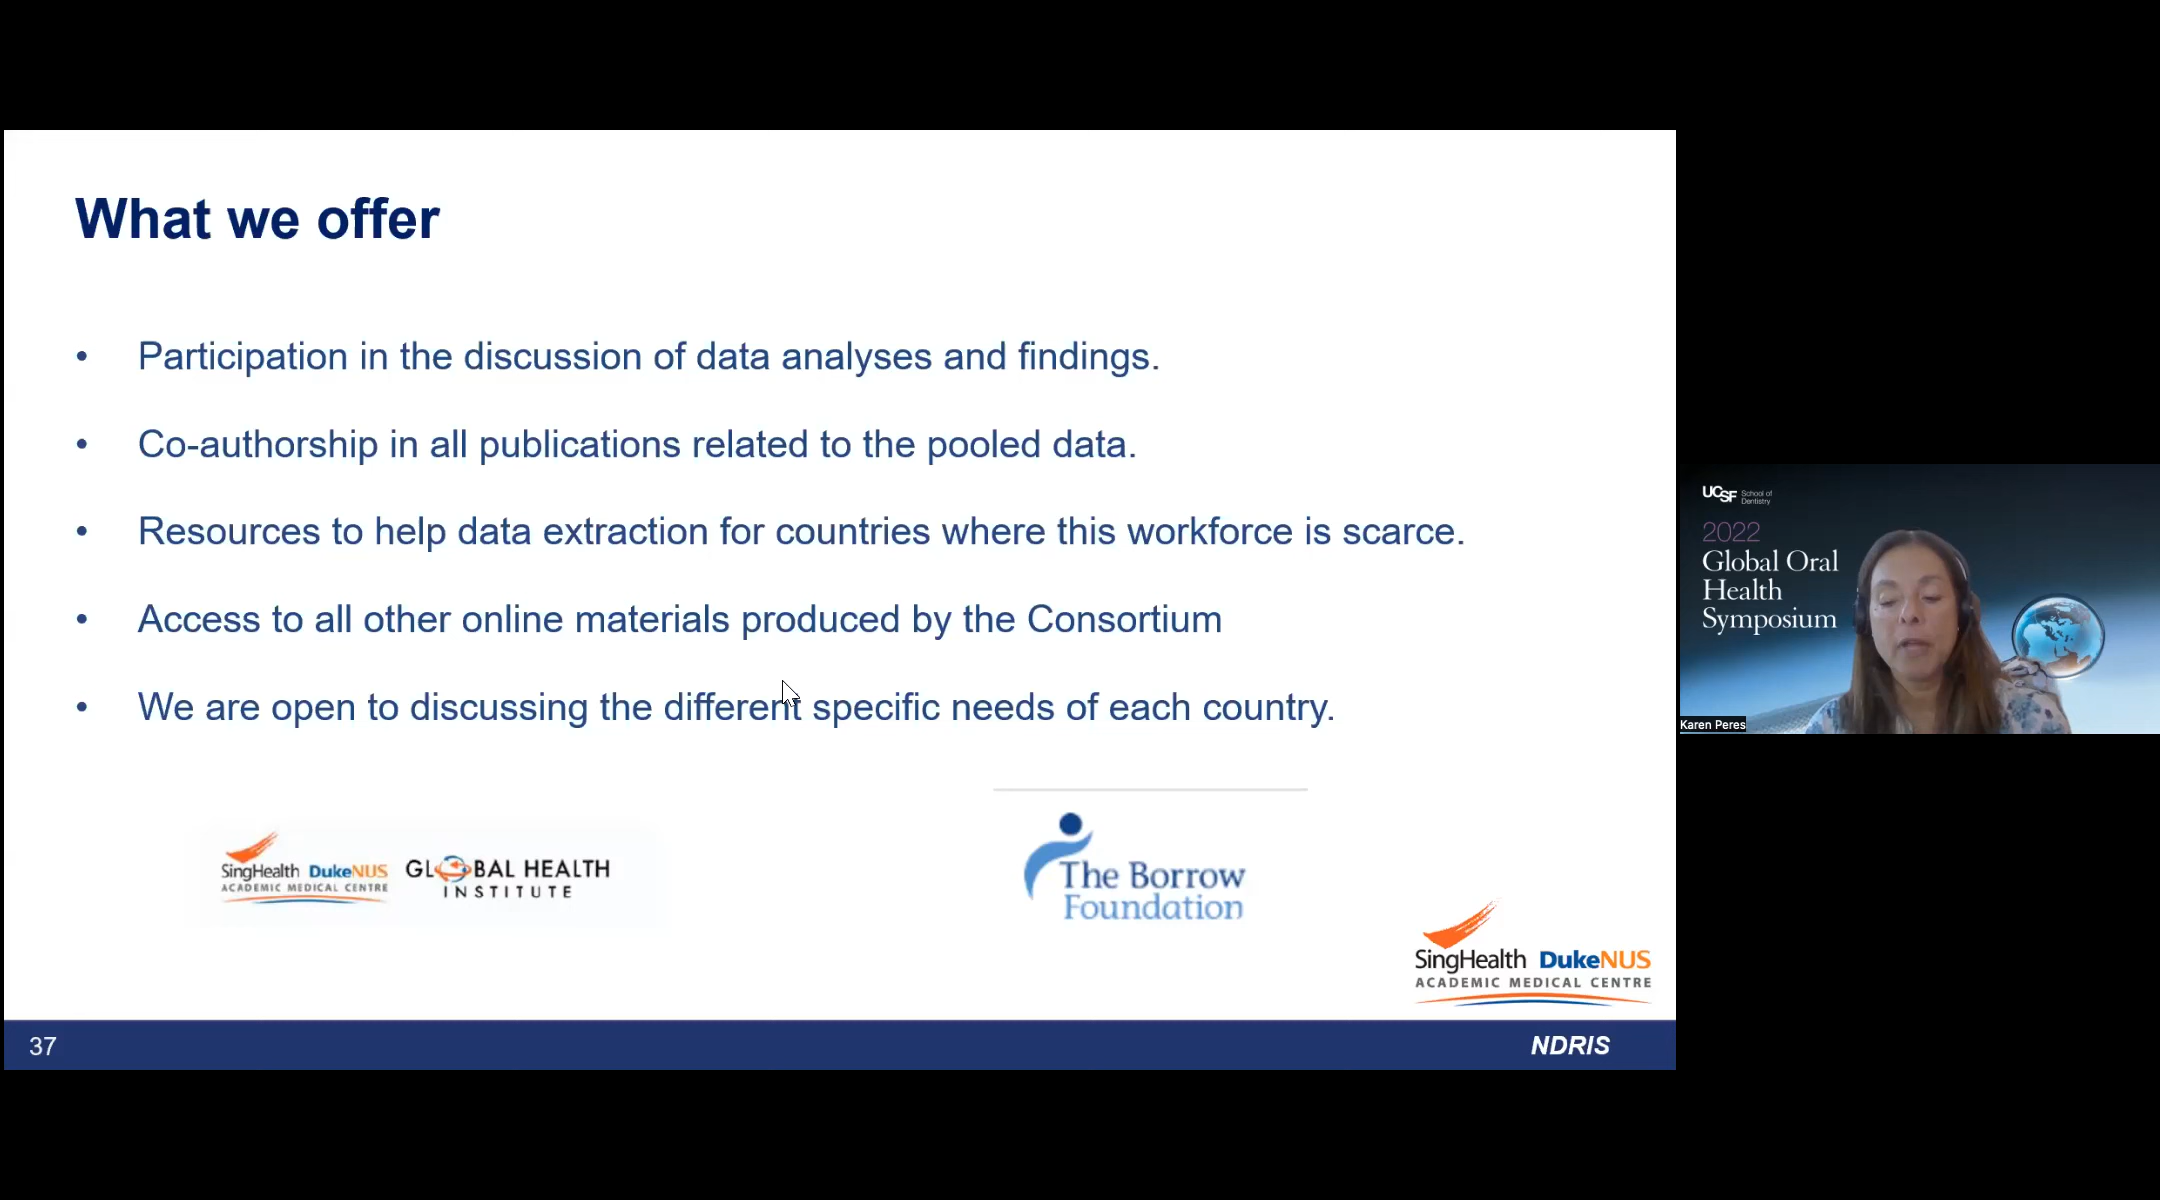 What we offer
• Participation in the discussion of data analyses and findings.
• Co-authorship in all publications related to the pooled data.
• Resources to help data extraction for countries where this workforce is scarce.
• Access to all other online materials produced by the Consortium
• We are open to discussing the different specific needs of each country.
SingHealth DukeNUS
ACADEMIC MEDICAL CENTRE
GLOBAL HEALTH
INSTITUTE
The Borrow
Foundation
SingHealth DukeNUS
ACADEMIC MEDICAL CENTRE
37
NDRIS
UCSF School of
Dentistry
2022
Global Oral
Health
Symposium
Karen Peres